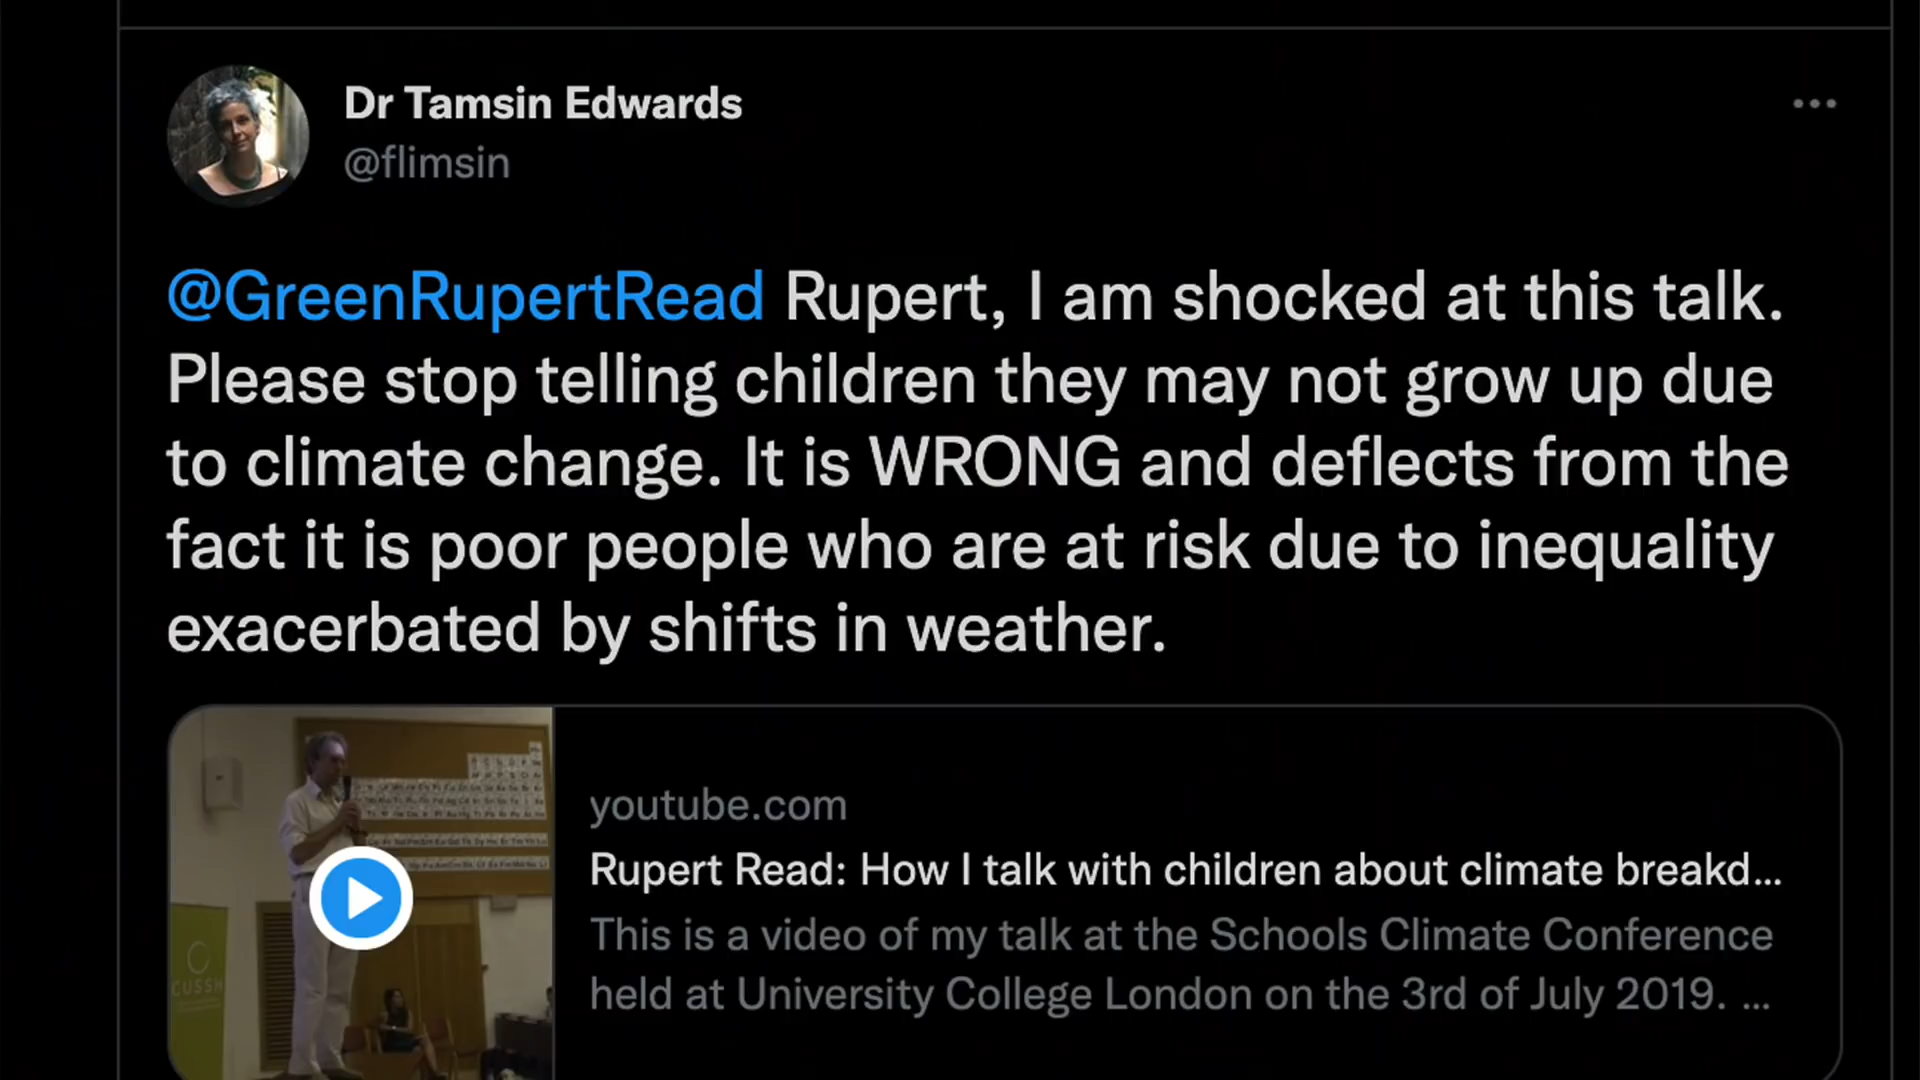 Dr Tamsin Edwards
@flimsin
@GreenRupertRead Rupert, I am shocked at this talk.
Please stop telling children they may not grow up due
to climate change. It is WRONG and deflects from the
fact it is poor people who are at risk due to inequality
exacerbated by shifts in weather.
youtube.com
Rupert Read: How I talk with children about climate breakd...
This is a video of my talk at the Schools Climate Conference
held at University College London on the 3rd of July 2019. ...
CUSSH